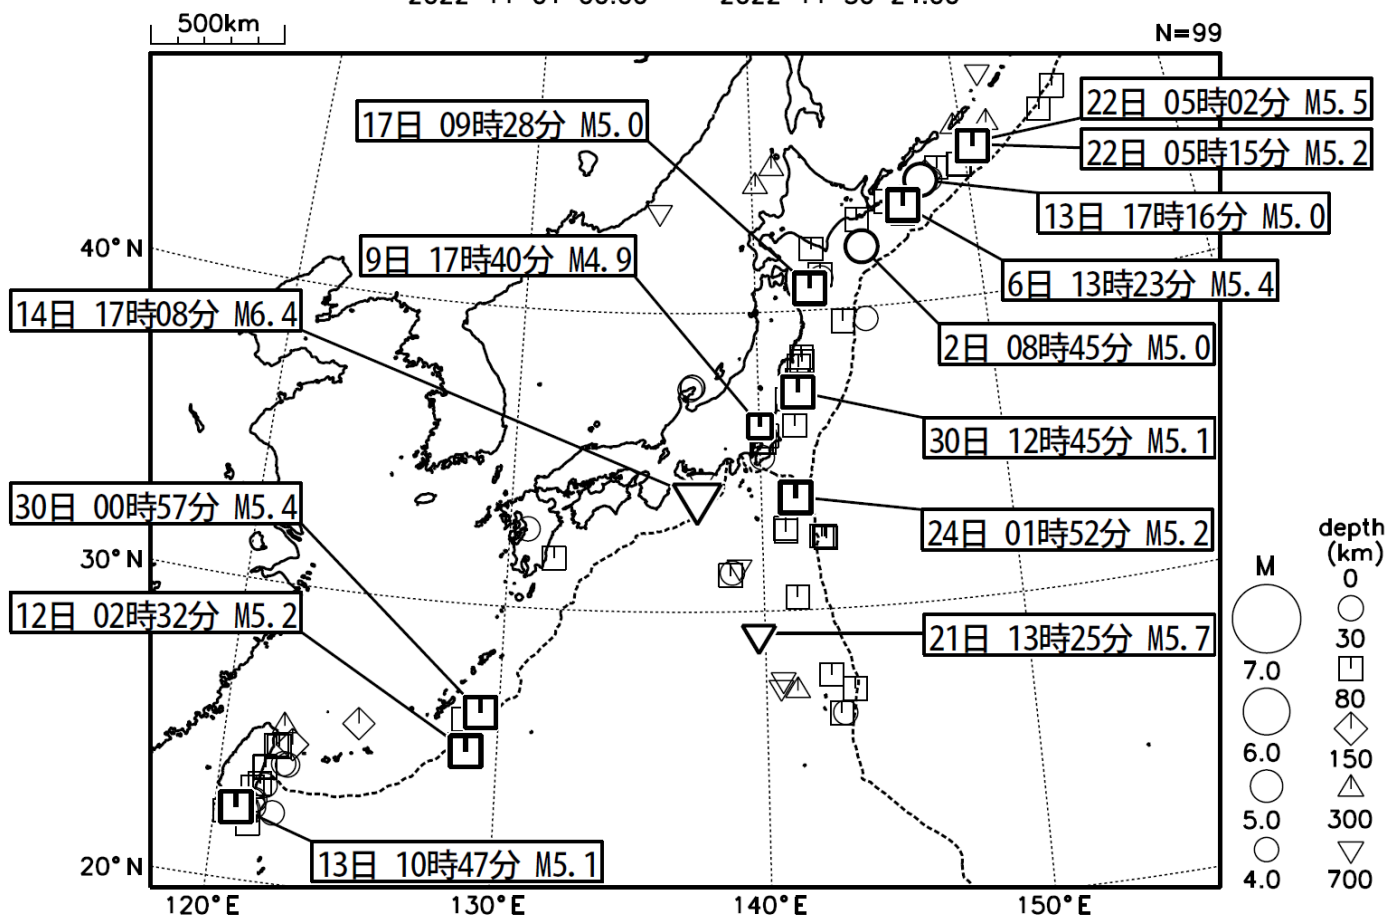 500km
N=99
22日 05時02分 M5.5
17日 09時28分 M5.0
22日 05時15分 M5.2
13日 17時16分 M5.0
40°N
9日 17時40分 M4.9
6日 13時23分 M5.4
14日 17時08分 M6.4
2日 08時45分 M5.0
30日 12時45分 M5.1
30日 00時57分 M5.4
24日 01時52分 M5.2
30°N
12日 02時32分 M5.2
21日 13時25分 M5.7
13日 10時47分 M5.1
20°N
120°E
130°E
140°E
150°E
M
7.0
6.0
5.0
4.0
depth
(km)
0
30
80
150
300
700